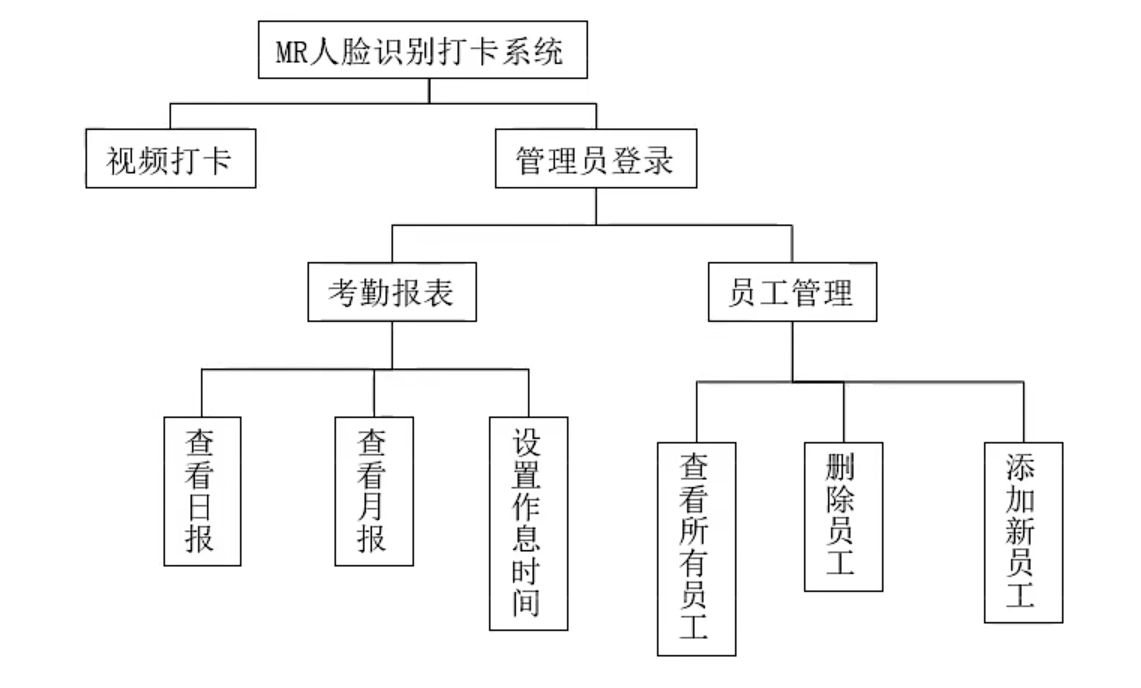 MR人脸识别打卡系统
视频打卡
管理员登录
考勤报表
员工管理
查看日报
查看月报
设置作息时间
查看所有员工
删除员工
添加新员工